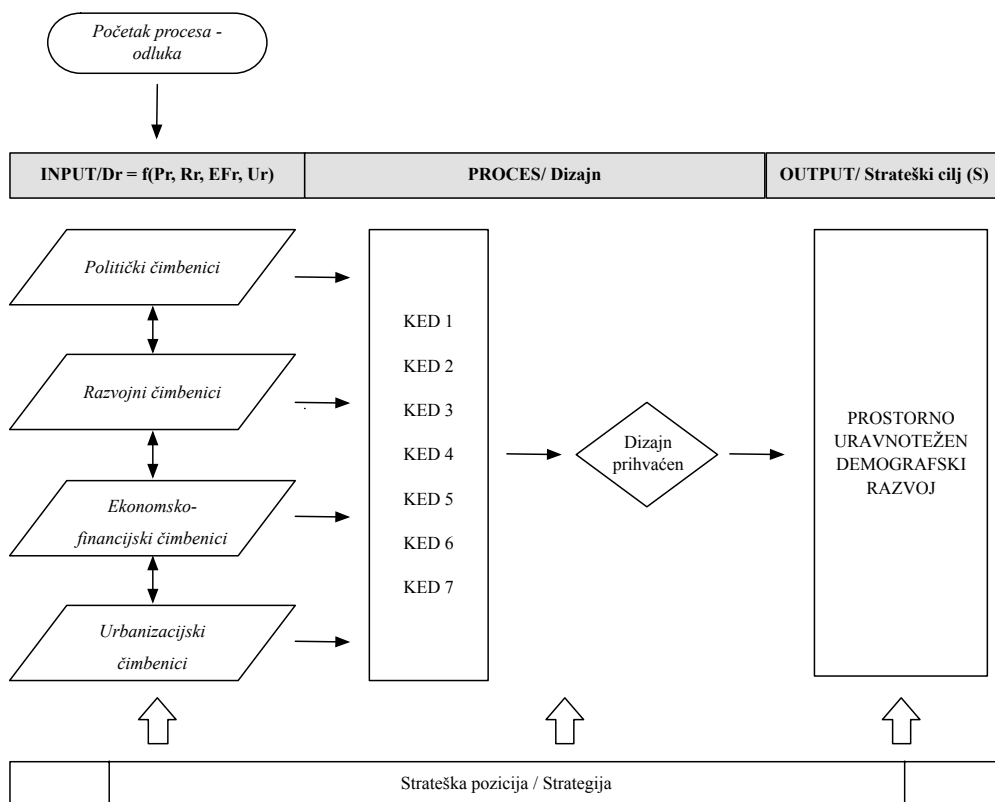 Početak procesa -
odluka
INPUT/Dr = f(Pr, Rr, EFr, Ur)
PROCES/ Dizajn
OUTPUT/ Strateški cilj (S)
Politički čimbenici
Razvojni čimbenici
Ekonomsko-
financijski čimbenici
Urbanizacijski
čimbenici
KED 1
KED 2
KED 3
KED 4
KED 5
KED 6
KED 7
Dizajn
prihvaćen
PROSTORNO
URAVNOTEŽEN
DEMOGRAFSKI
RAZVOJ
Strateška pozicija / Strategija